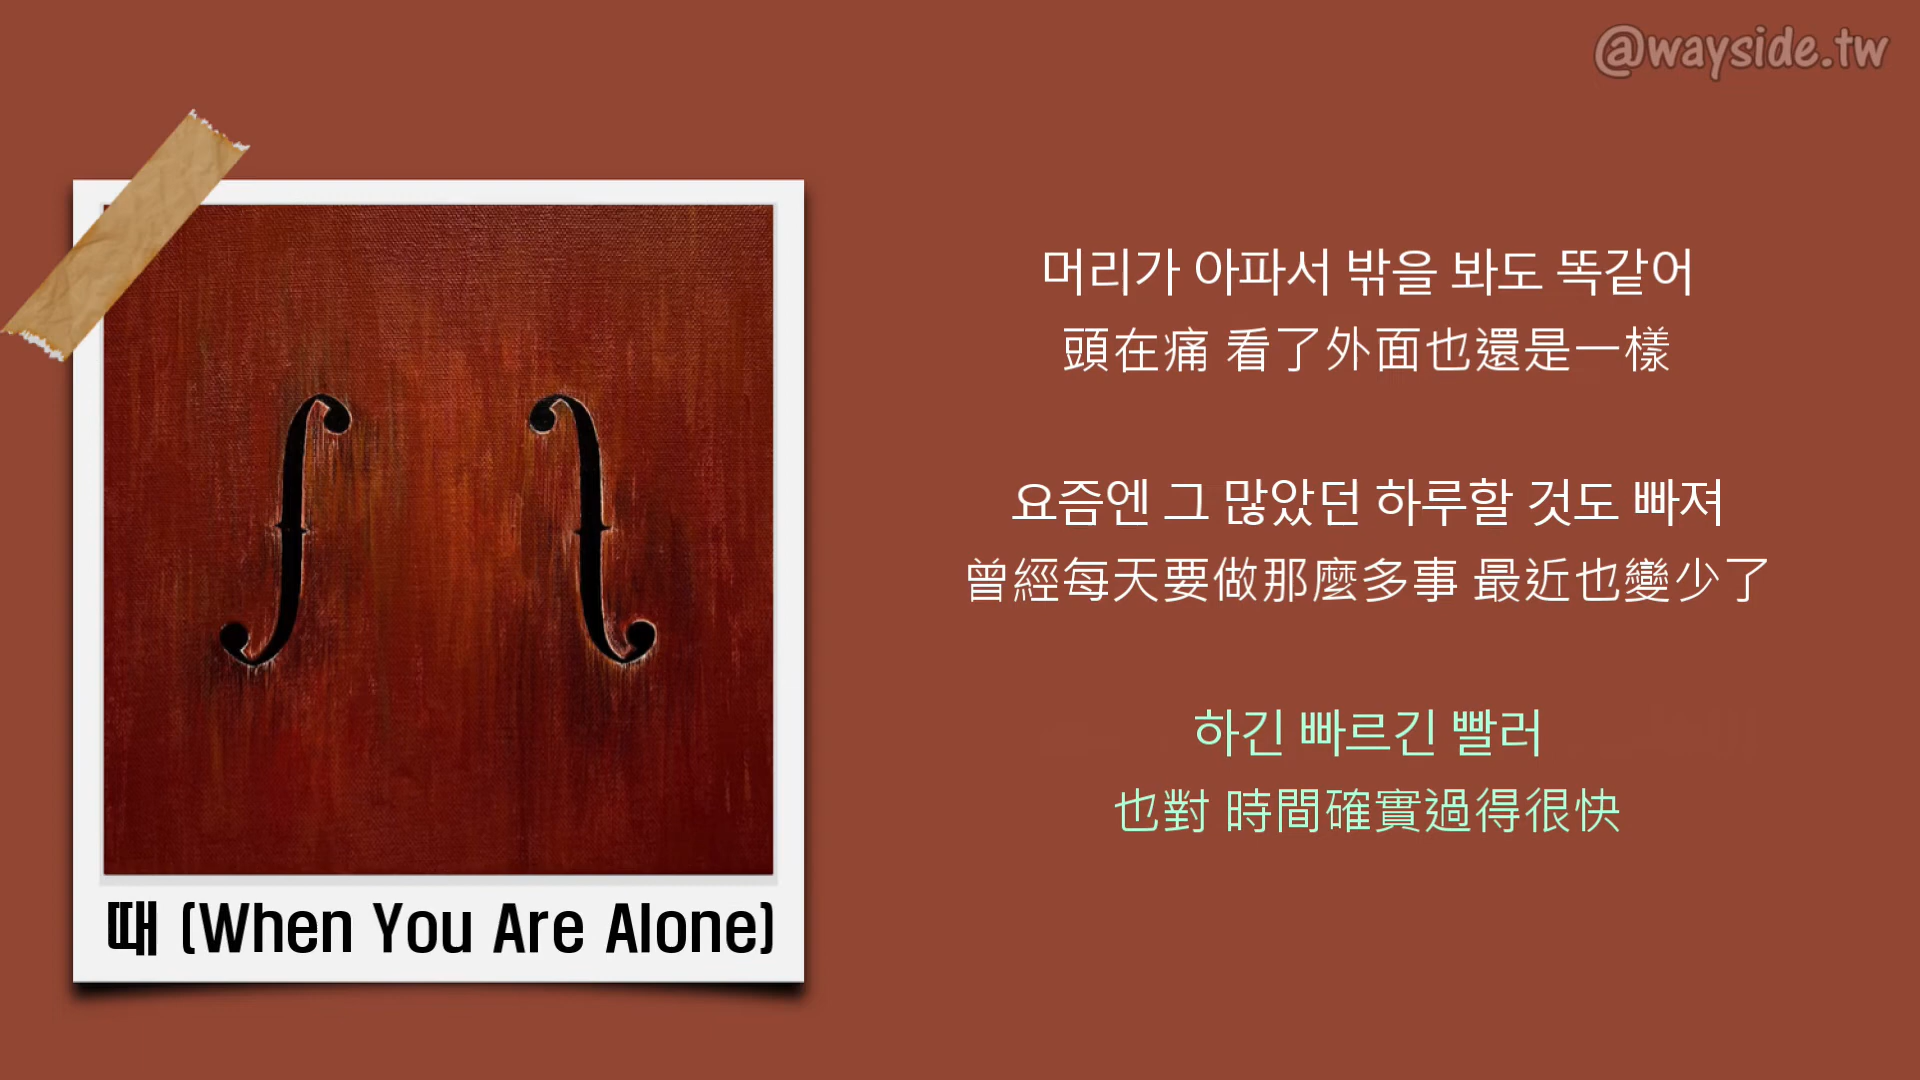 @wayside.tw
때 (When You Are Alone)
머리가 아파서 밖을 봐도 똑같어
頭在痛 看了外面也還是一樣
요즘엔 그 많았던 하루할 것도 빠져
曾經每天要做那麼多事 最近也變少了
하긴 빠르긴 빨러
也對 時間確實過得很快